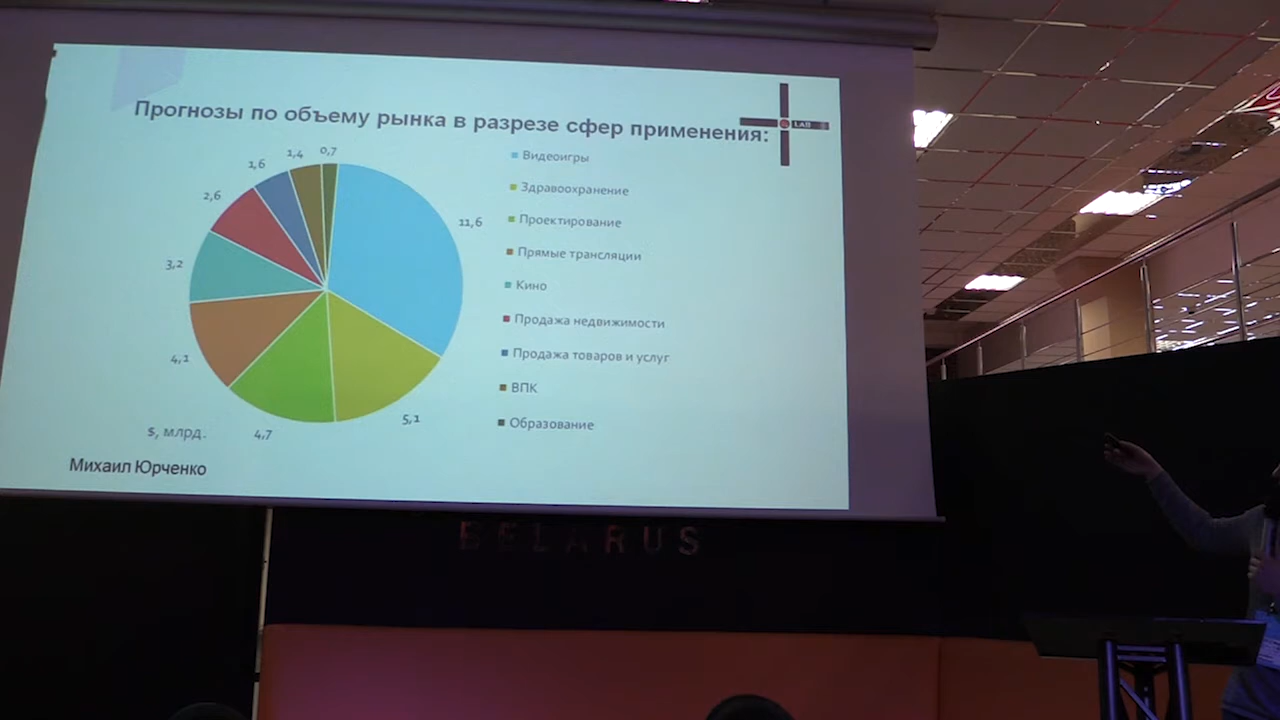 Прогнозы по объему рынка в разрезе сфер применения:
LAB
0,7
1,4
1,6
2,6
3,2
4,1
4,7
5,1
11,6
Видеоигры
Здравоохранение
Проектирование
Прямые трансляции
Кино
Продажа недвижимости
Продажа товаров и услуг
ВПК
Образование
$, млрд.
Михаил Юрченко
BELARUS